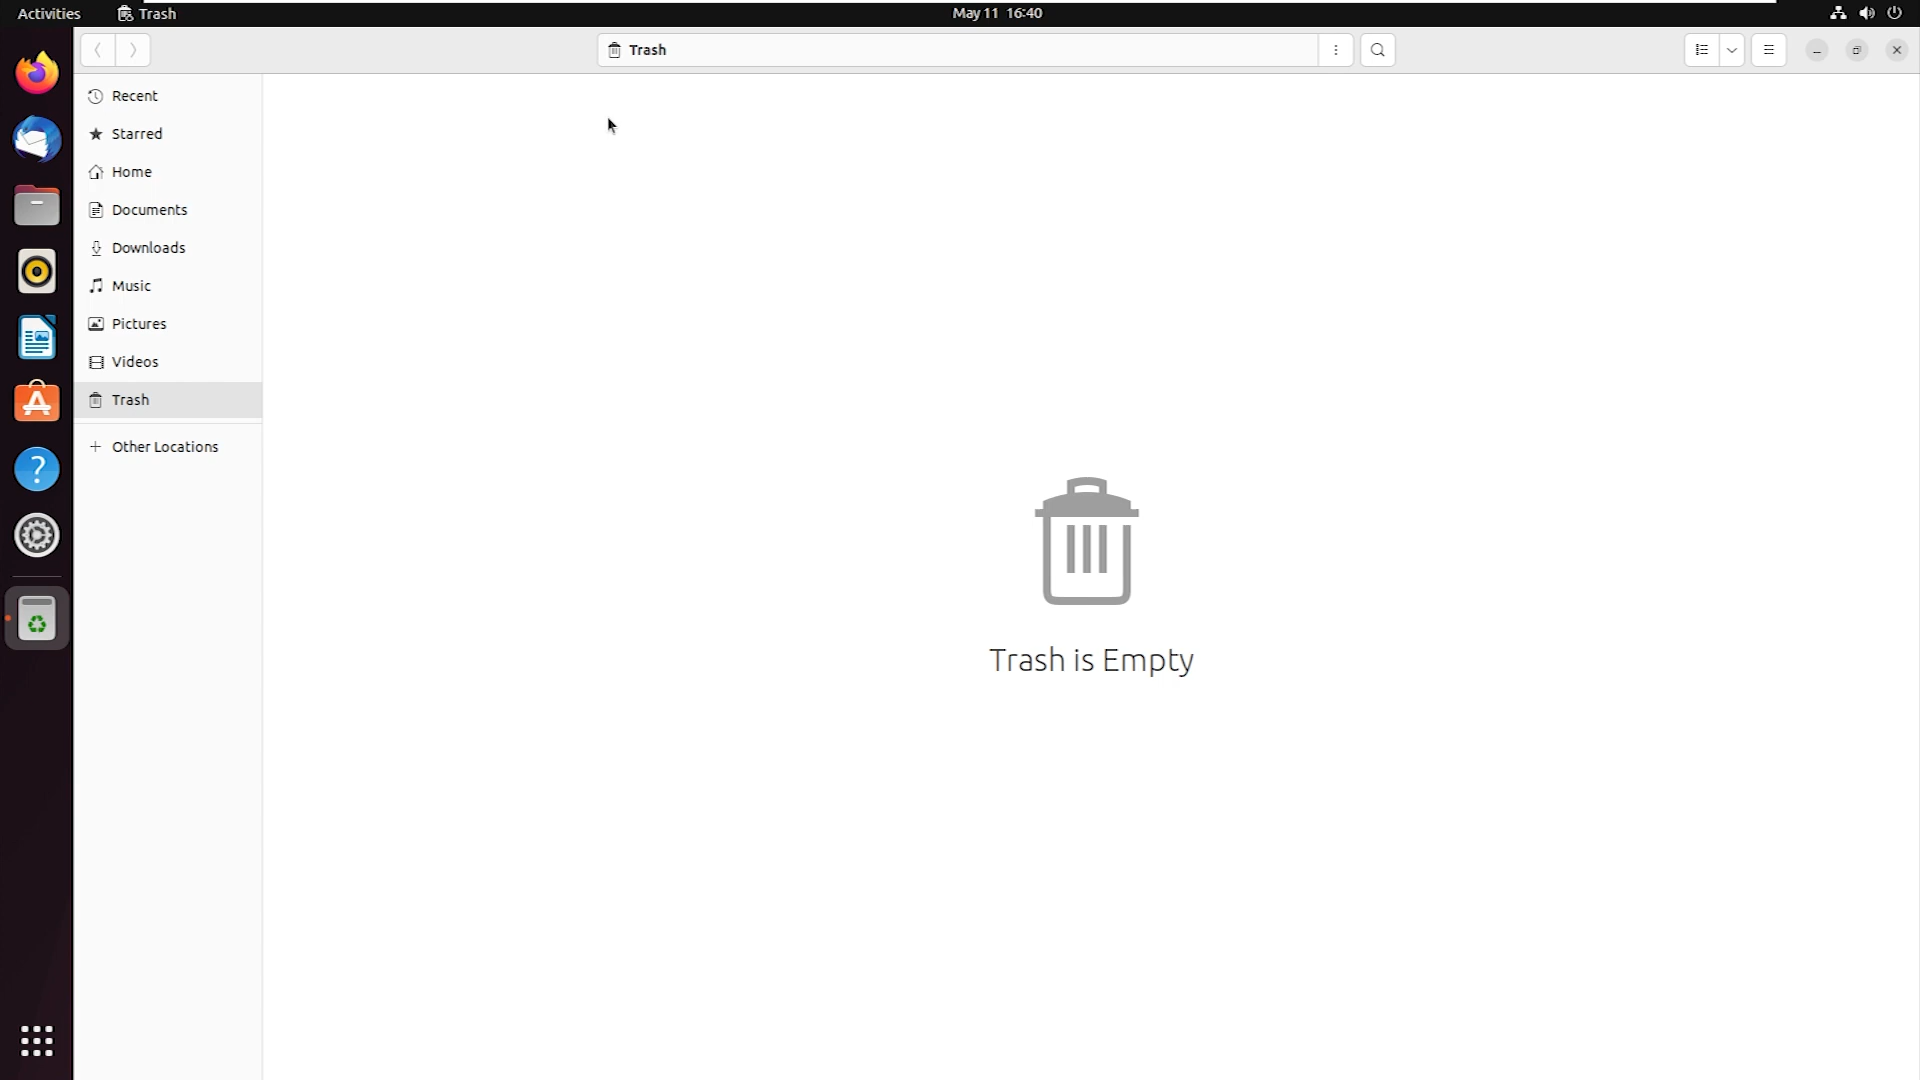 Activities
Trash
May 11 16:40
Trash
Recent
Starred
Home
Documents
Downloads
Music
Pictures
Videos
Trash
Other Locations
Trash is Empty